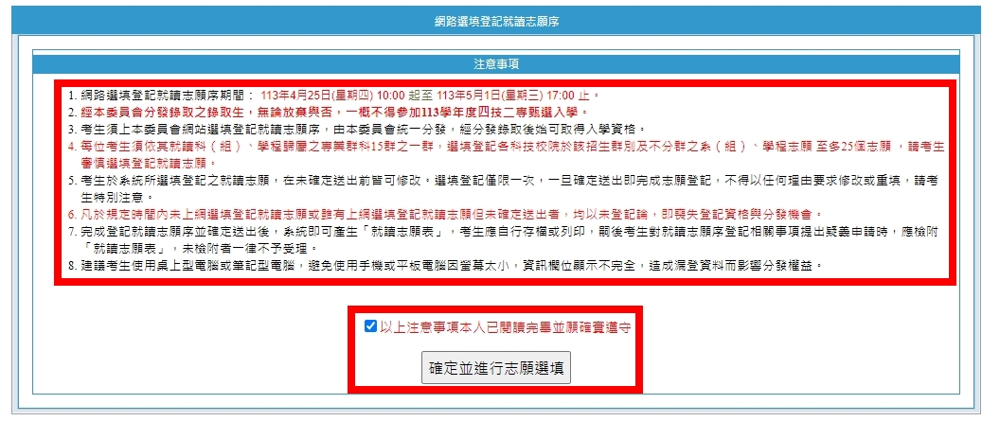 網路選填登記就讀志願序
注意事項
1. 網路選填登記就讀志願序期間： 113年4月25日(星期四) 10:00 起至 113年5月1日(星期三) 17:00 止。
2. 經本委員會分發錄取之錄取生，無論放棄與否，一概不得參加113學年度四技二專甄選入學。
3. 考生須上本委員會網站選填登記就讀志願序，由本委員會統一分發，經分發錄取後始可取得入學資格。
4. 每位考生須依其就讀科（組）、學程歸屬之專業群科15群之一群，選填登記各科技校院於該招生群別及不分群之系（組）、學程志願 至多25個志願 ，請考生
審慎選填登記就讀志願。
5. 考生於系統所選填登記之就讀志願，在未確定送出前皆可修改。選填登記僅限一次，一旦確定送出即完成志願登記，不得以任何理由要求修改或重填，請考
生特別注意。
6. 凡於規定時間內未上網選填登記就讀志願或雖有上網選填登記就讀志願但未確定送出者，均以未登記論，即喪失登記資格與分發機會。
7. 完成登記就讀志願序並確定送出後，系統即可產生「就讀志願表」，考生應自行存檔或列印，嗣後考生對就讀志願序登記相關事項提出疑義申請時，應檢附
「就讀志願表」，未檢附者一律不予受理。
8. 建議考生使用桌上型電腦或筆記型電腦，避免使用手機或平板電腦因螢幕太小，資訊欄位顯示不完全，造成漏登資料而影響分發權益。
以上注意事項本人已閱讀完畢並願確實遵守
確定並進行志願選填